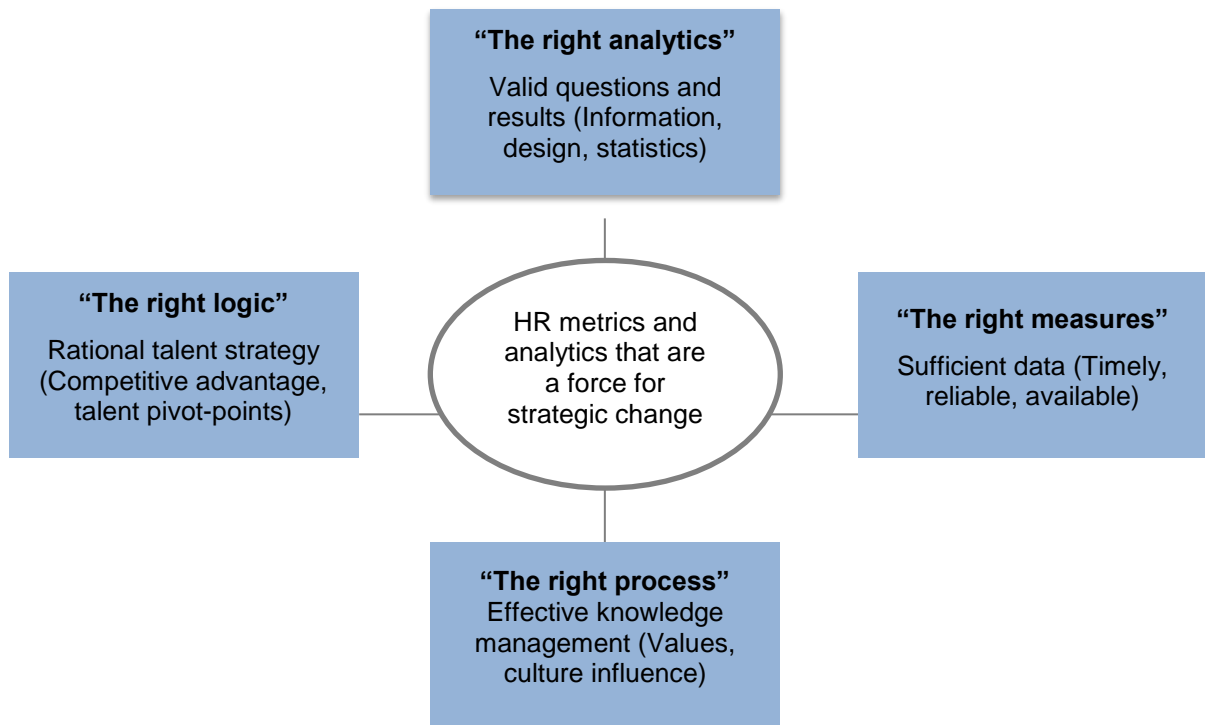 “The right analytics”
Valid questions and
results (Information,
design, statistics)
“The right logic”
Rational talent strategy
(Competitive advantage,
talent pivot-points)
HR metrics and
analytics that are
a force for
strategic change
“The right measures”
Sufficient data (Timely,
reliable, available)
“The right process”
Effective knowledge
management (Values,
culture influence)